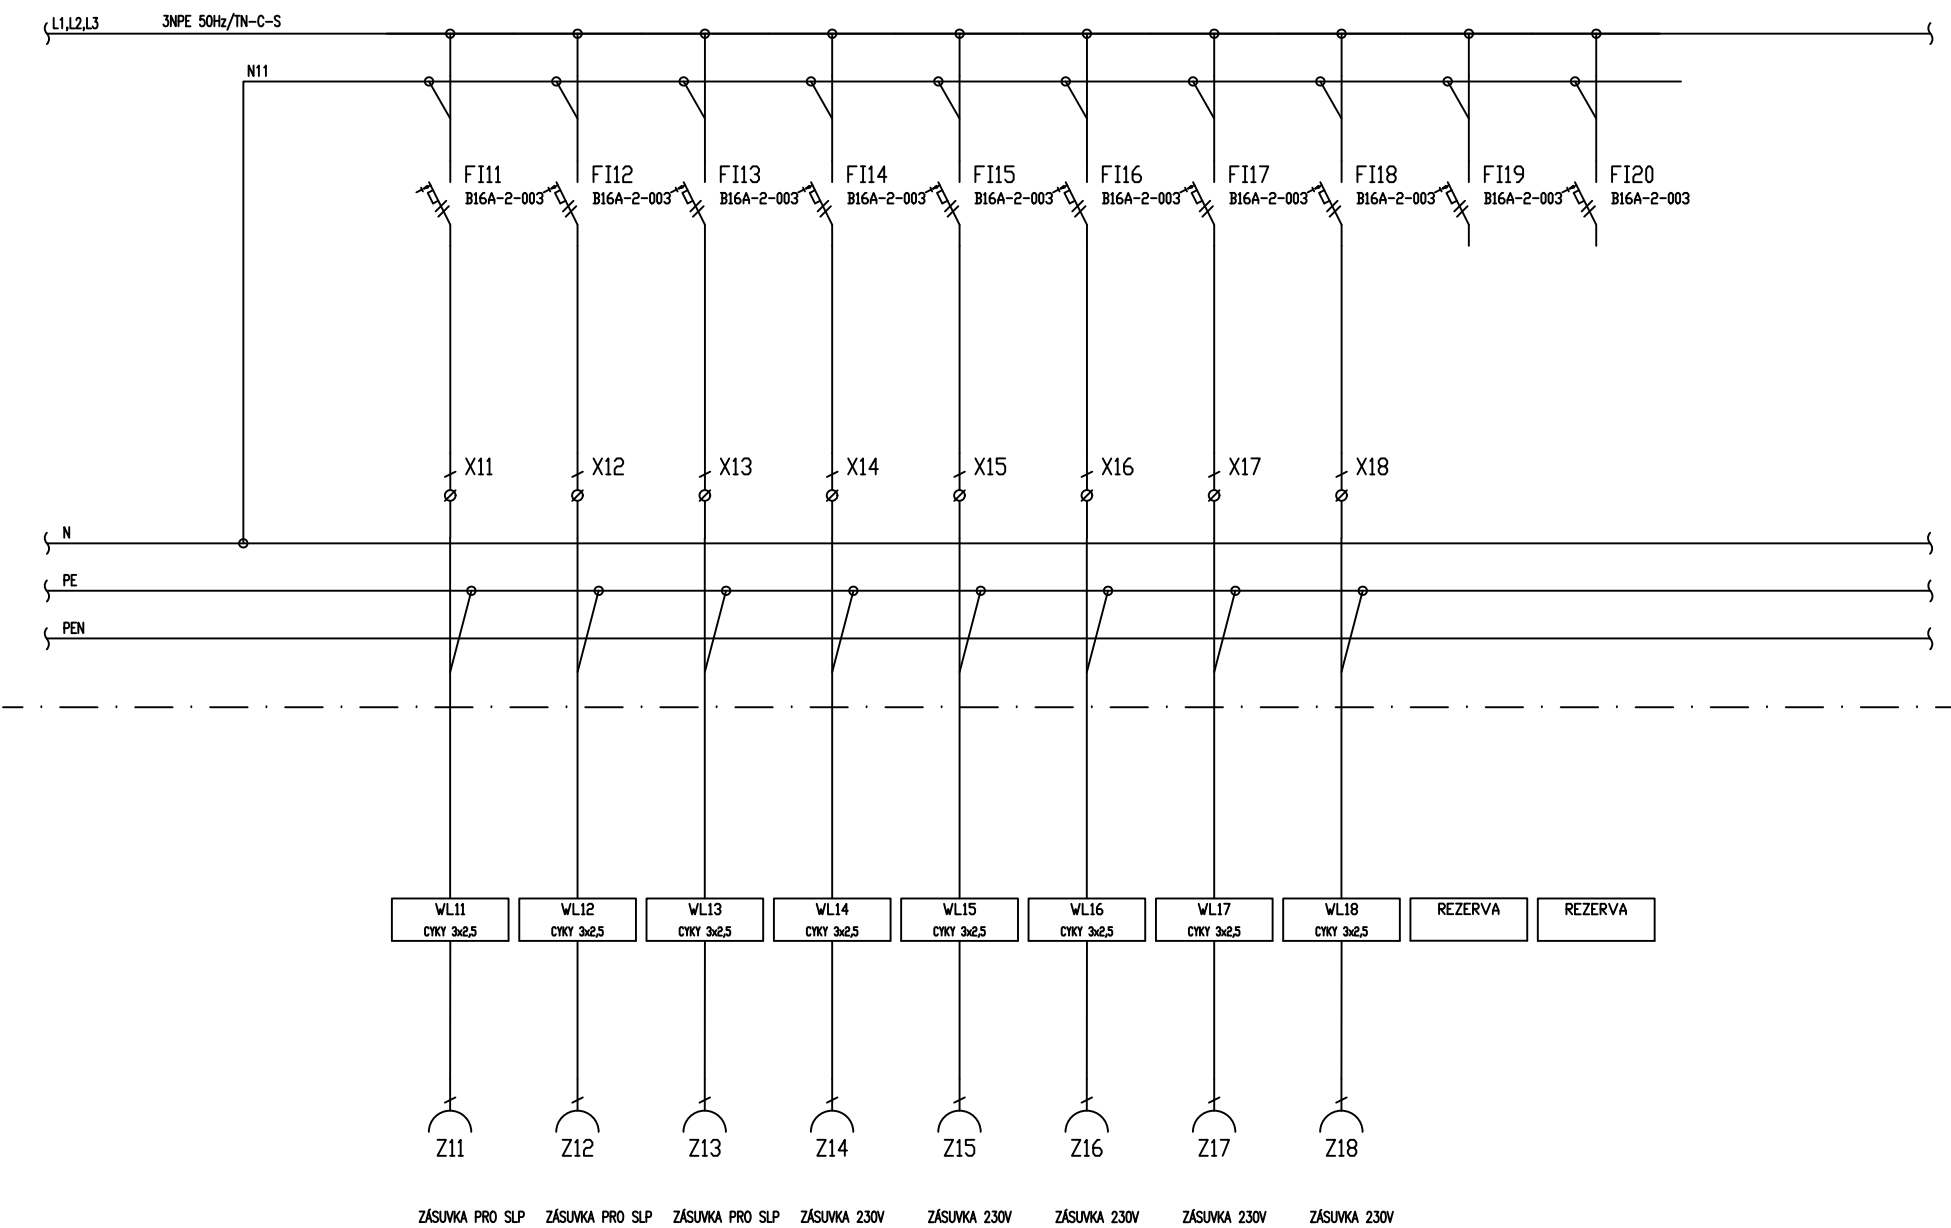 L1,L2,L3 3NPE 50Hz/TN-C-S
N11
FI11 FI12 FI13 FI14 FI15 FI16 FI17 FI18 FI19 FI20
B16A-2-003 B16A-2-003 B16A-2-003 B16A-2-003 B16A-2-003 B16A-2-003 B16A-2-003 B16A-2-003 B16A-2-003 B16A-2-003
X11 X12 X13 X14 X15 X16 X17 X18
N
PE
PEN
WL11 WL12 WL13 WL14 WL15 WL16 WL17 WL18 REZERVA REZERVA
CYKY 3x2,5 CYKY 3x2,5 CYKY 3x2,5 CYKY 3x2,5 CYKY 3x2,5 CYKY 3x2,5 CYKY 3x2,5 CYKY 3x2,5
Z11 Z12 Z13 Z14 Z15 Z16 Z17 Z18
ZÁSUVKA PRO SLP ZÁSUVKA PRO SLP ZÁSUVKA PRO SLP ZÁSUVKA 230V ZÁSUVKA 230V ZÁSUVKA 230V ZÁSUVKA 230V ZÁSUVKA 230V